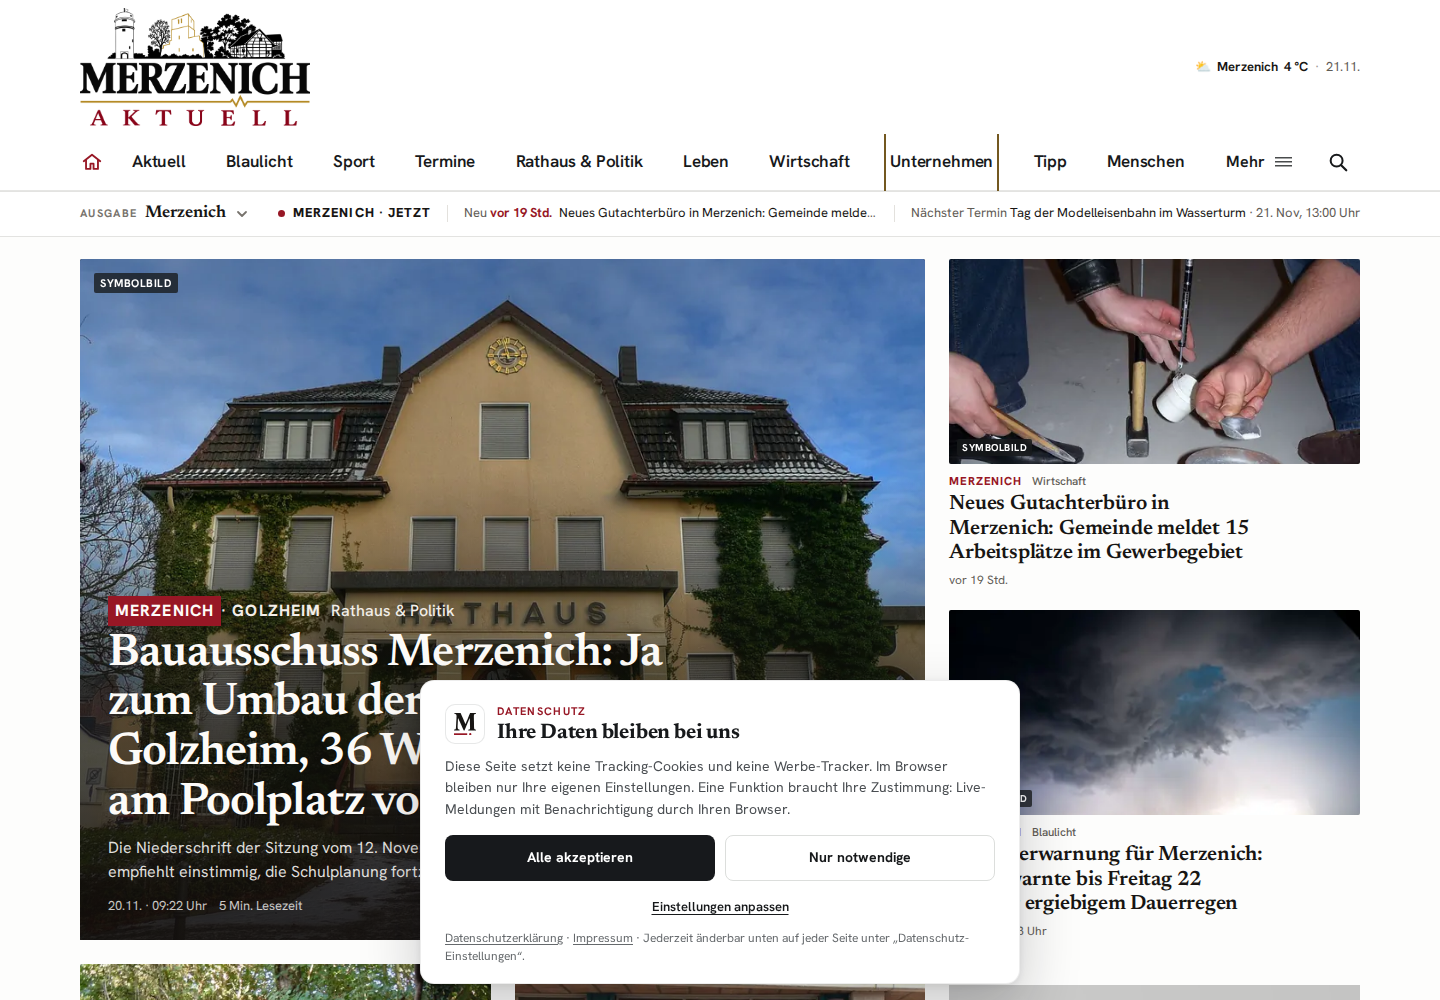 MERZENICH
AKTUELL
Merzenich 4 °C · 21.11.
Aktuell
Blaulicht
Sport
Termine
Rathaus & Politik
Leben
Wirtschaft
Unternehmen
Tipp
Menschen
Mehr
AUSGABE Merzenich
MERZENICH · JETZT
Neu vor 19 Std. Neues Gutachterbüro in Merzenich: Gemeinde melde...
Nächster Termin Tag der Modelleisenbahn im Wasserturm · 21. Nov, 13:00 Uhr
SYMBOLBILD
RATHAUS
MERZENICH · GOLZHEIM Rathaus & Politik
Bauausschuss Merzenich: Ja
zum Umbau der
Golzheim, 36 W
am Poolplatz vo
Die Niederschrift der Sitzung vom 12. Nove
empfiehlt einstimmig, die Schulplanung fort
20.11. · 09:22 Uhr 5 Min. Lesezeit
SYMBOLBILD
MERZENICH Wirtschaft
Neues Gutachterbüro in
Merzenich: Gemeinde meldet 15
Arbeitsplätze im Gewerbegebiet
vor 19 Std.
Blaulicht
erwarnung für Merzenich:
warnte bis Freitag 22
ergiebigem Dauerregen
Uhr
M
DATENSCHUTZ
Ihre Daten bleiben bei uns
Diese Seite setzt keine Tracking-Cookies und keine Werbe-Tracker. Im Browser
bleiben nur Ihre eigenen Einstellungen. Eine Funktion braucht Ihre Zustimmung: Live-
Meldungen mit Benachrichtigung durch Ihren Browser.
Alle akzeptieren
Nur notwendige
Einstellungen anpassen
Datenschutzerklärung · Impressum · Jederzeit änderbar unten auf jeder Seite unter „Datenschutz-
Einstellungen“.